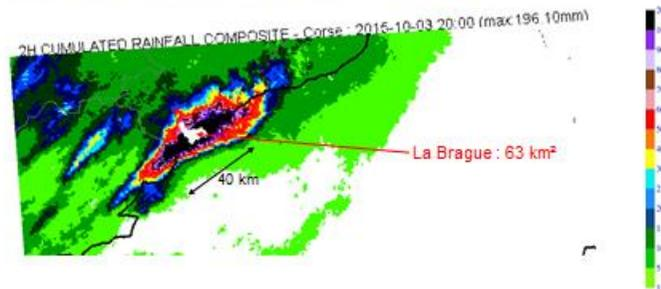 2H CUMULATED RAINFALL COMPOSITE - Corse : 2015-10-03 20:00 (max:196.10mm)
La Brague : 63 km²
40 km